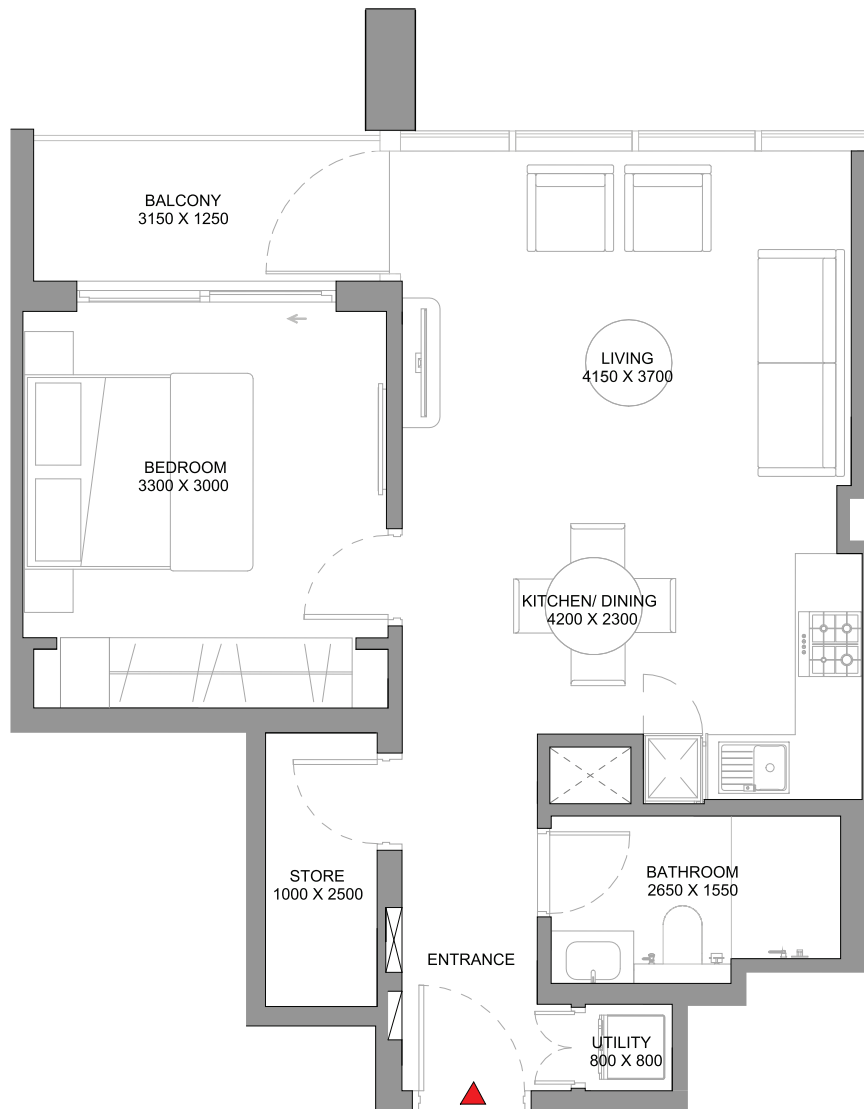 BALCONY
3150 X 1250
LIVING
4150 X 3700
BEDROOM
3300 X 3000
KITCHEN/ DINING
4200 X 2300
STORE
1000 X 2500
BATHROOM
2650 X 1550
ENTRANCE
UTILITY
800 X 800